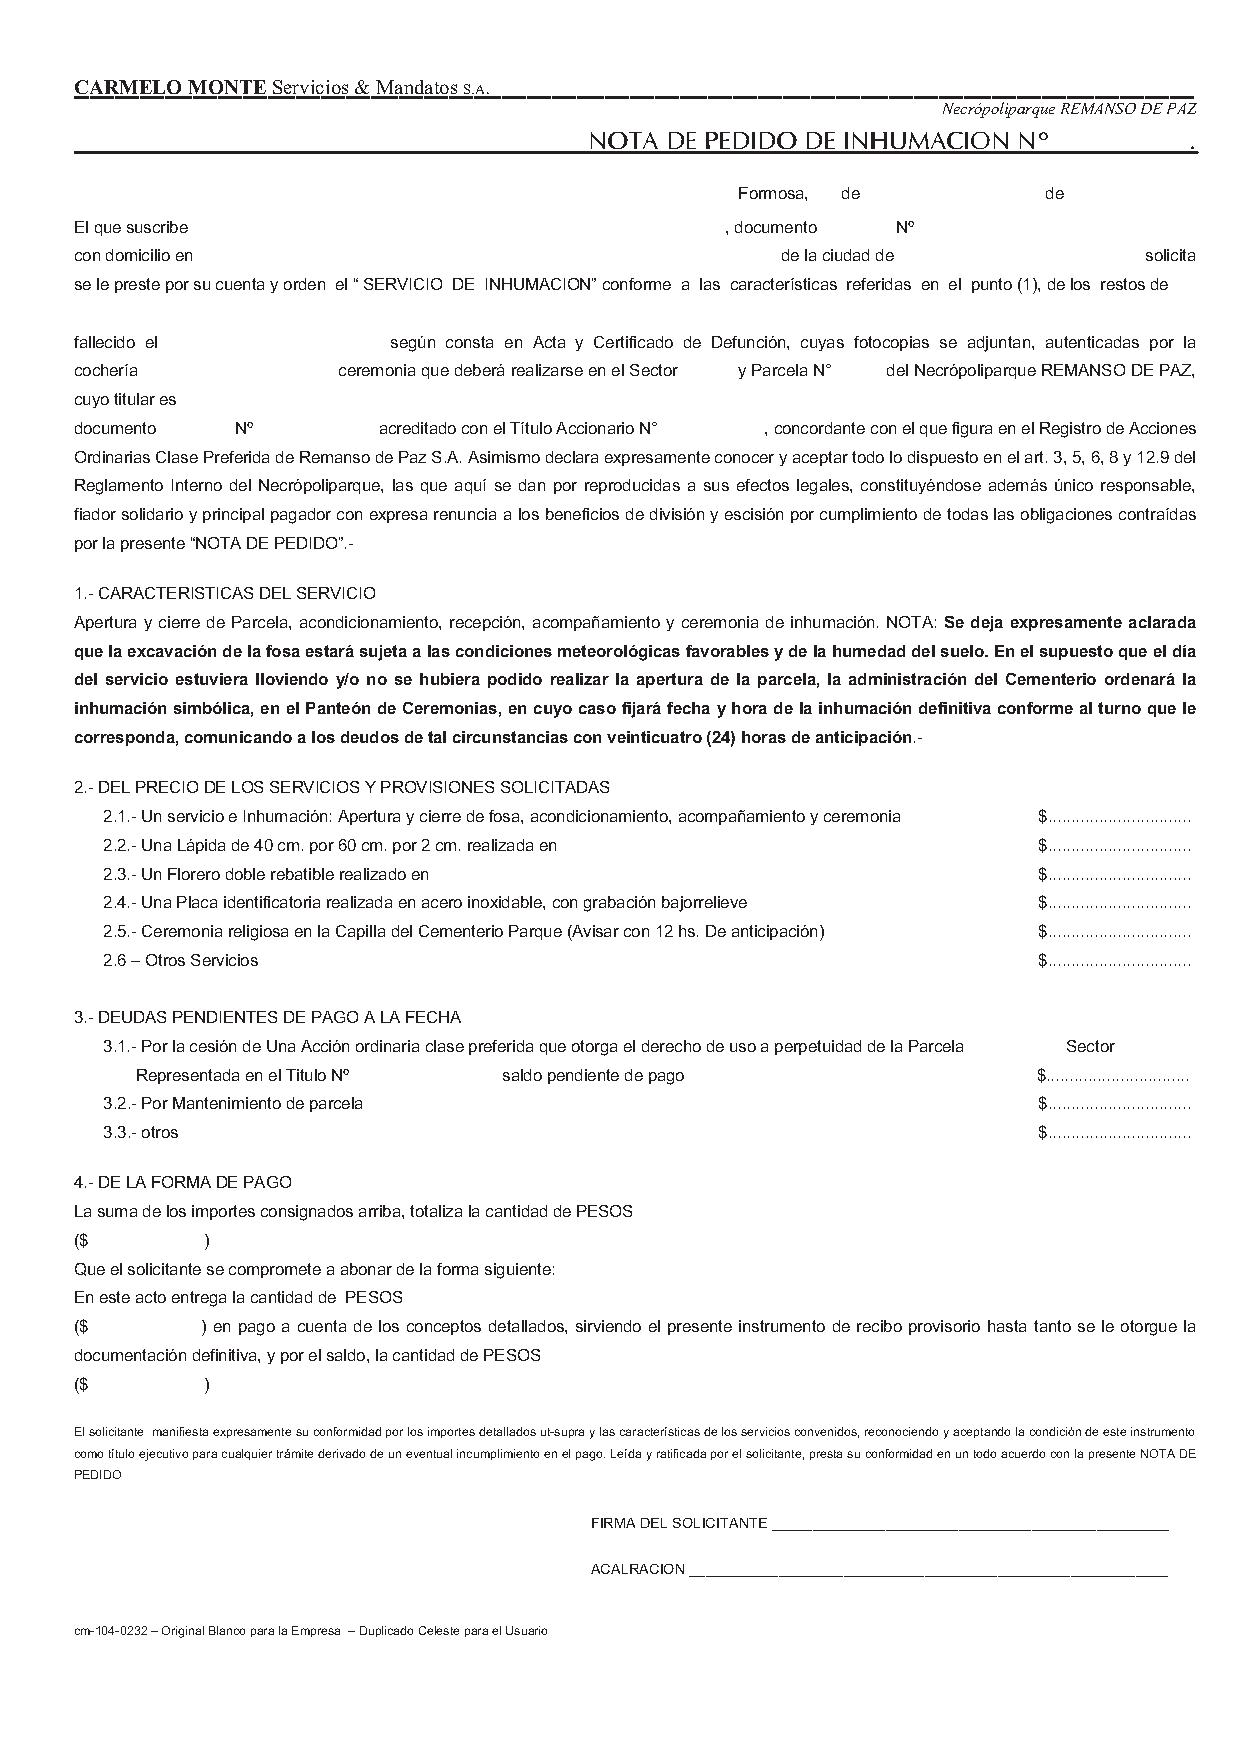 CARMELO MONTE Servicios & Mandatos S.A.
Necrópoliparque REMANSO DE PAZ
NOTA DE PEDIDO DE INHUMACION Nº .
Formosa, de de
El que suscribe , documento Nº
con domicilio en de la ciudad de solicita
se le preste por su cuenta y orden el “ SERVICIO DE INHUMACION” conforme a las características referidas en el punto (1), de los restos de
fallecido el según consta en Acta y Certificado de Defunción, cuyas fotocopias se adjuntan, autenticadas por la
cochería ceremonia que deberá realizarse en el Sector y Parcela N° del Necrópoliparque REMANSO DE PAZ,
cuyo titular es
documento Nº acreditado con el Título Accionario N° , concordante con el que figura en el Registro de Acciones
Ordinarias Clase Preferida de Remanso de Paz S.A. Asimismo declara expresamente conocer y aceptar todo lo dispuesto en el art. 3, 5, 6, 8 y 12.9 del
Reglamento Interno del Necrópoliparque, las que aquí se dan por reproducidas a sus efectos legales, constituyéndose además único responsable,
fiador solidario y principal pagador con expresa renuncia a los beneficios de división y escisión por cumplimiento de todas las obligaciones contraídas
por la presente “NOTA DE PEDIDO”.-
1.- CARACTERISTICAS DEL SERVICIO
Apertura y cierre de Parcela, acondicionamiento, recepción, acompañamiento y ceremonia de inhumación. NOTA: Se deja expresamente aclarada
que la excavación de la fosa estará sujeta a las condiciones meteorológicas favorables y de la humedad del suelo. En el supuesto que el día
del servicio estuviera lloviendo y/o no se hubiera podido realizar la apertura de la parcela, la administración del Cementerio ordenará la
inhumación simbólica, en el Panteón de Ceremonias, en cuyo caso fijará fecha y hora de la inhumación definitiva conforme al turno que le
corresponda, comunicando a los deudos de tal circunstancias con veinticuatro (24) horas de anticipación.-
2.- DEL PRECIO DE LOS SERVICIOS Y PROVISIONES SOLICITADAS
2.1.- Un servicio e Inhumación: Apertura y cierre de fosa, acondicionamiento, acompañamiento y ceremonia $...............................
2.2.- Una Lápida de 40 cm. por 60 cm. por 2 cm. realizada en $...............................
2.3.- Un Florero doble rebatible realizado en $...............................
2.4.- Una Placa identificatoria realizada en acero inoxidable, con grabación bajorrelieve $...............................
2.5.- Ceremonia religiosa en la Capilla del Cementerio Parque (Avisar con 12 hs. De anticipación) $...............................
2.6 – Otros Servicios $...............................
3.- DEUDAS PENDIENTES DE PAGO A LA FECHA
3.1.- Por la cesión de Una Acción ordinaria clase preferida que otorga el derecho de uso a perpetuidad de la Parcela Sector
Representada en el Titulo Nº saldo pendiente de pago $...............................
3.2.- Por Mantenimiento de parcela $...............................
3.3.- otros $...............................
4.- DE LA FORMA DE PAGO
La suma de los importes consignados arriba, totaliza la cantidad de PESOS
($ )
Que el solicitante se compromete a abonar de la forma siguiente:
En este acto entrega la cantidad de PESOS
($ ) en pago a cuenta de los conceptos detallados, sirviendo el presente instrumento de recibo provisorio hasta tanto se le otorgue la
documentación definitiva, y por el saldo, la cantidad de PESOS
($ )
El solicitante manifiesta expresamente su conformidad por los importes detallados ut-supra y las características de los servicios convenidos, reconociendo y aceptando la condición de este instrumento
como título ejecutivo para cualquier trámite derivado de un eventual incumplimiento en el pago. Leída y ratificada por el solicitante, presta su conformidad en un todo acuerdo con la presente NOTA DE
PEDIDO
FIRMA DEL SOLICITANTE ____________________
ACALRACION ____________________
cm-104-0232 – Original Blanco para la Empresa – Duplicado Celeste para el Usuario